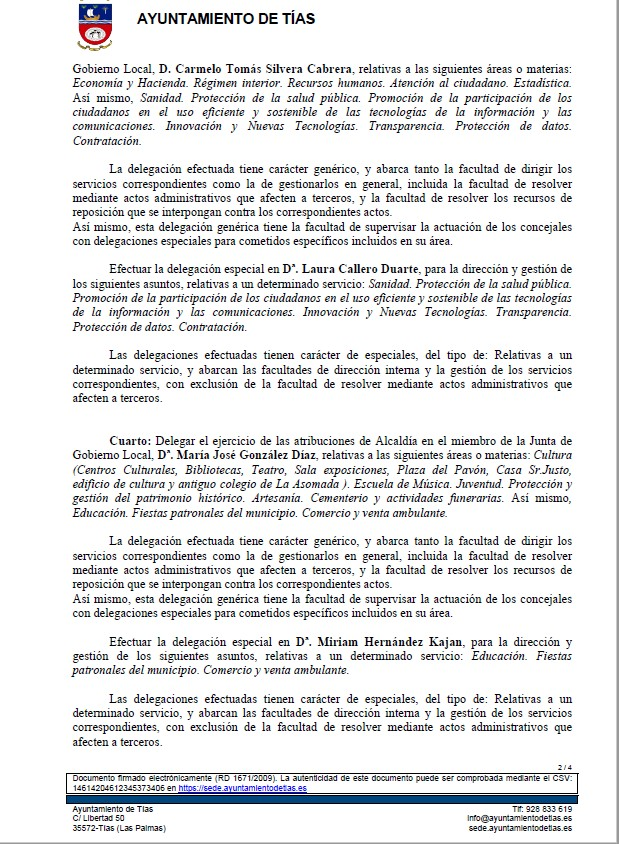 AYUNTAMIENTO DE TÍAS
Gobierno Local, D. Carmelo Tomás Silvera Cabrera, relativas a las siguientes áreas o materias:
Economía y Hacienda. Régimen interior. Recursos humanos. Atención al ciudadano. Estadística.
Así mismo, Sanidad. Protección de la salud pública. Promoción de la participación de los
ciudadanos en el uso eficiente y sostenible de las tecnologías de la información y las
comunicaciones. Innovación y Nuevas Tecnologías. Transparencia. Protección de datos.
Contratación.
La delegación efectuada tiene carácter genérico, y abarca tanto la facultad de dirigir los
servicios correspondientes como la de gestionarlos en general, incluida la facultad de resolver
mediante actos administrativos que afecten a terceros, y la facultad de resolver los recursos de
reposición que se interpongan contra los correspondientes actos.
Así mismo, esta delegación genérica tiene la facultad de supervisar la actuación de los concejales
con delegaciones especiales para cometidos específicos incluidos en su área.
Efectuar la delegación especial en Dª. Laura Callero Duarte, para la dirección y gestión de
los siguientes asuntos, relativas a un determinado servicio: Sanidad. Protección de la salud pública.
Promoción de la participación de los ciudadanos en el uso eficiente y sostenible de las tecnologías
de la información y las comunicaciones. Innovación y Nuevas Tecnologías. Transparencia.
Protección de datos. Contratación.
Las delegaciones efectuadas tienen carácter de especiales, del tipo de: Relativas a un
determinado servicio, y abarcan las facultades de dirección interna y la gestión de los servicios
correspondientes, con exclusión de la facultad de resolver mediante actos administrativos que
afecten a terceros.
Cuarto: Delegar el ejercicio de las atribuciones de Alcaldía en el miembro de la Junta de
Gobierno Local, Dª. María José González Díaz, relativas a las siguientes áreas o materias: Cultura
(Centros Culturales, Bibliotecas, Teatro, Sala exposiciones, Plaza del Pavón, Casa Sr.Justo,
edificio de cultura y antiguo colegio de La Asomada ). Escuela de Música. Juventud. Protección y
gestión del patrimonio histórico. Artesanía. Cementerio y actividades funerarias. Así mismo,
Educación. Fiestas patronales del municipio. Comercio y venta ambulante.
La delegación efectuada tiene carácter genérico, y abarca tanto la facultad de dirigir los
servicios correspondientes como la de gestionarlos en general, incluida la facultad de resolver
mediante actos administrativos que afecten a terceros, y la facultad de resolver los recursos de
reposición que se interpongan contra los correspondientes actos.
Así mismo, esta delegación genérica tiene la facultad de supervisar la actuación de los concejales
con delegaciones especiales para cometidos específicos incluidos en su área.
Efectuar la delegación especial en Dª. Miriam Hernández Kajan, para la dirección y
gestión de los siguientes asuntos, relativas a un determinado servicio: Educación. Fiestas
patronales del municipio. Comercio y venta ambulante.
Las delegaciones efectuadas tienen carácter de especiales, del tipo de: Relativas a un
determinado servicio, y abarcan las facultades de dirección interna y la gestión de los servicios
correspondientes, con exclusión de la facultad de resolver mediante actos administrativos que
afecten a terceros.
2 / 4
Documento firmado electrónicamente (RD 1671/2009). La autenticidad de este documento puede ser comprobada mediante el CSV:
14614204612345373406 en https://sede.ayuntamientodetias.es
Ayuntamiento de Tías
C/ Libertad 50
35572-Tías (Las Palmas)
Tlf: 928 833 619
info@ayuntamientodetias.es
sede.ayuntamientodetias.es